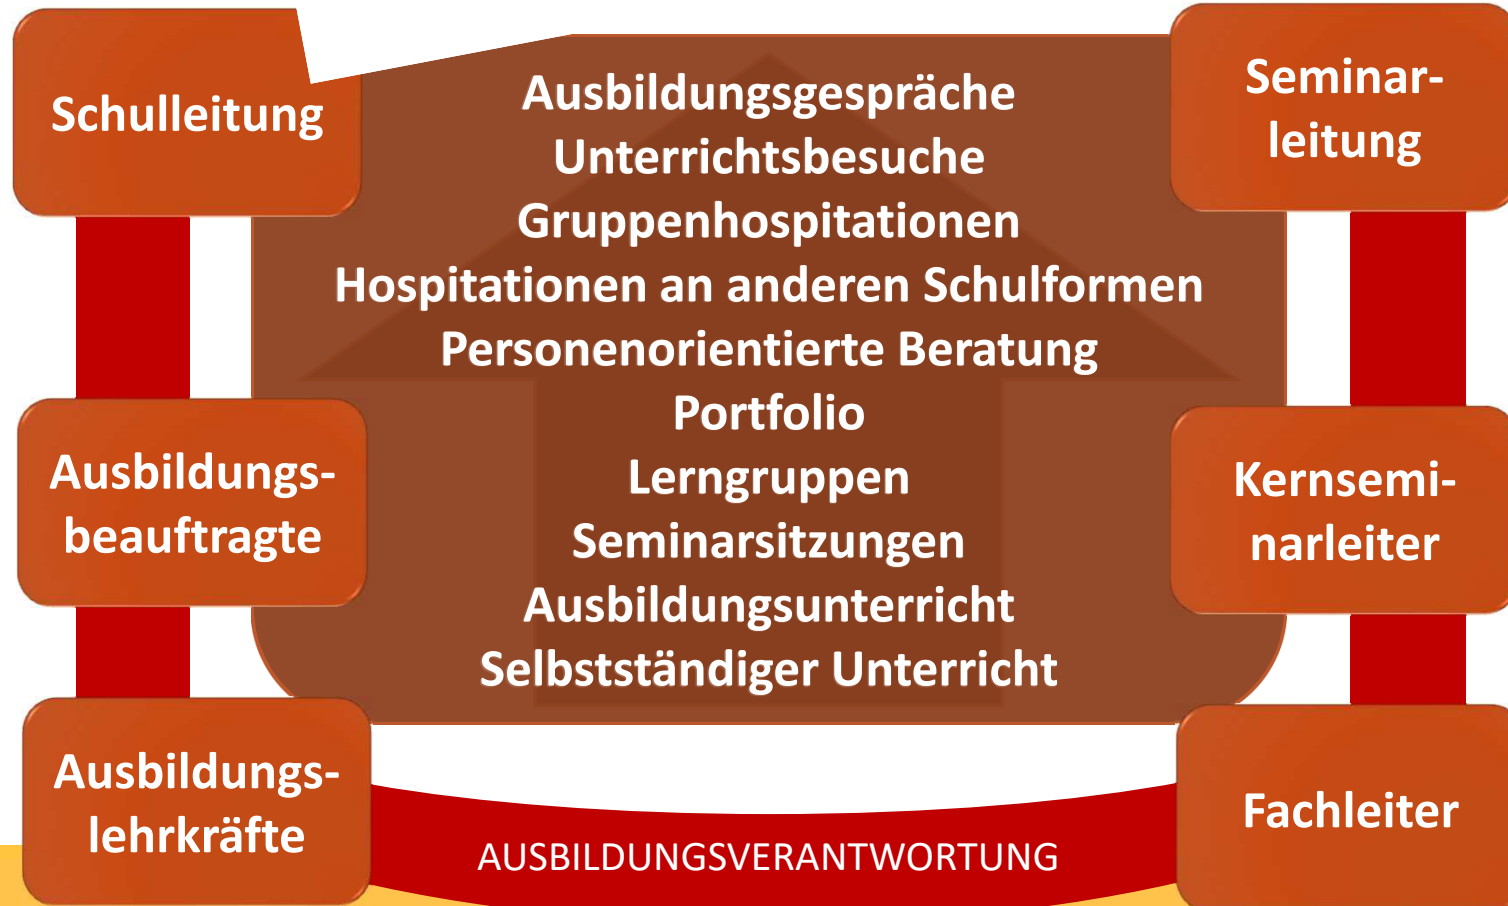 Schulleitung
Ausbildungs-
beauftragte
Ausbildungs-
lehrkräfte
Ausbildungsgespräche
Unterrichtsbesuche
Gruppenhospitationen
Hospitationen an anderen Schulformen
Personenorientierte Beratung
Portfolio
Lerngruppen
Seminarsitzungen
Ausbildungsunterricht
Selbstständiger Unterricht
Seminar-
leitung
Kernsemi-
narleiter
Fachleiter
AUSBILDUNGSVERANTWORTUNG